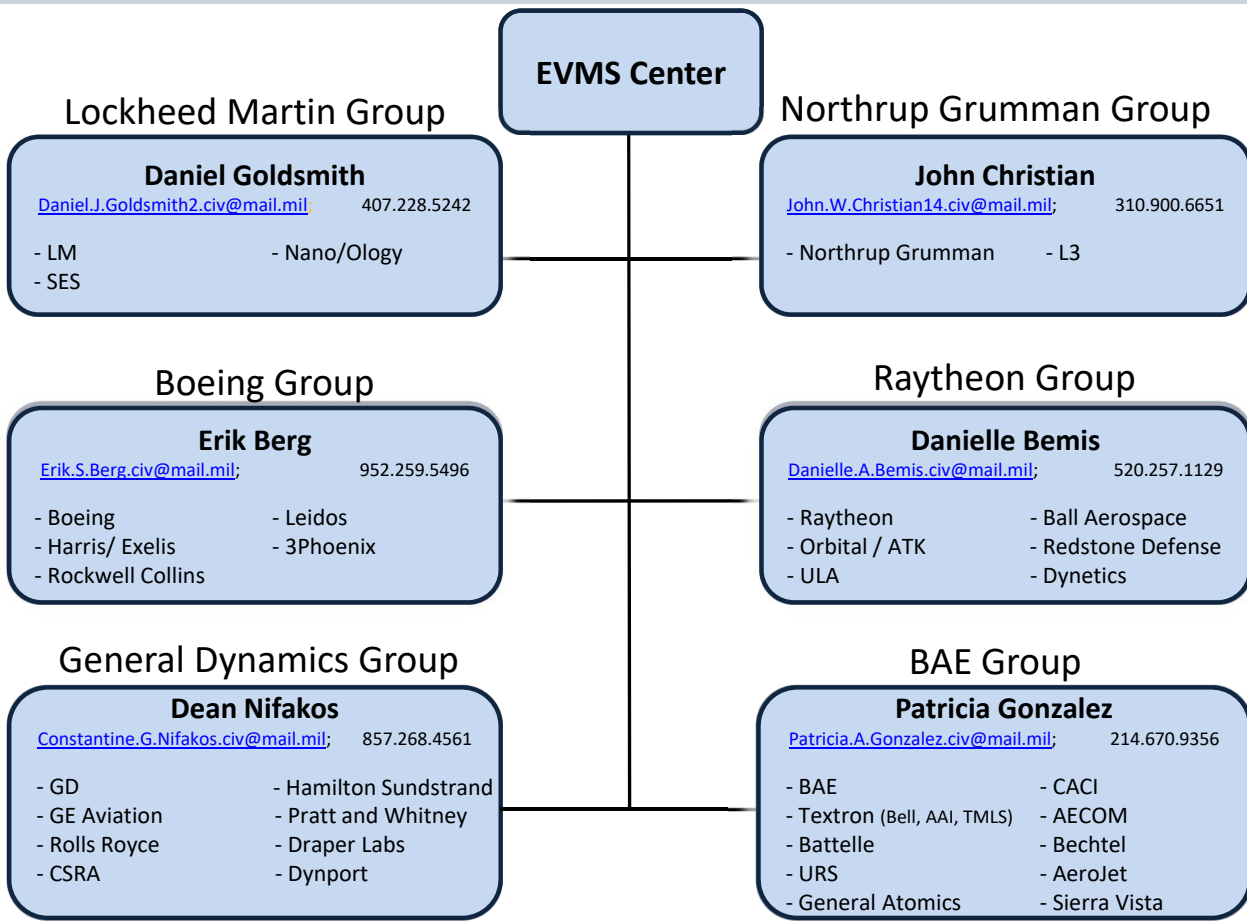 EVMS Center
Lockheed Martin Group
Daniel Goldsmith
Daniel.J.Goldsmith2.civ@mail.mil; 407.228.5242
- LM - Nano/Ology
- SES
Northrup Grumman Group
John Christian
John.W.Christian14.civ@mail.mil; 310.900.6651
- Northrup Grumman - L3
Boeing Group
Erik Berg
Erik.S.Berg.civ@mail.mil; 952.259.5496
- Boeing - Leidos
- Harris/ Exelis - 3Phoenix
- Rockwell Collins
Raytheon Group
Danielle Bemis
Danielle.A.Bemis.civ@mail.mil; 520.257.1129
- Raytheon - Ball Aerospace
- Orbital / ATK - Redstone Defense
- ULA - Dynetics
General Dynamics Group
Dean Nifakos
Constantine.G.Nifakos.civ@mail.mil; 857.268.4561
- GD - Hamilton Sundstrand
- GE Aviation - Pratt and Whitney
- Rolls Royce - Draper Labs
- CSRA - Dynport
BAE Group
Patricia Gonzalez
Patricia.A.Gonzalez.civ@mail.mil; 214.670.9356
- BAE - CACI
- Textron (Bell, AAI, TMLS) - AECOM
- Battelle - Bechtel
- URS - AeroJet
- General Atomics - Sierra Vista